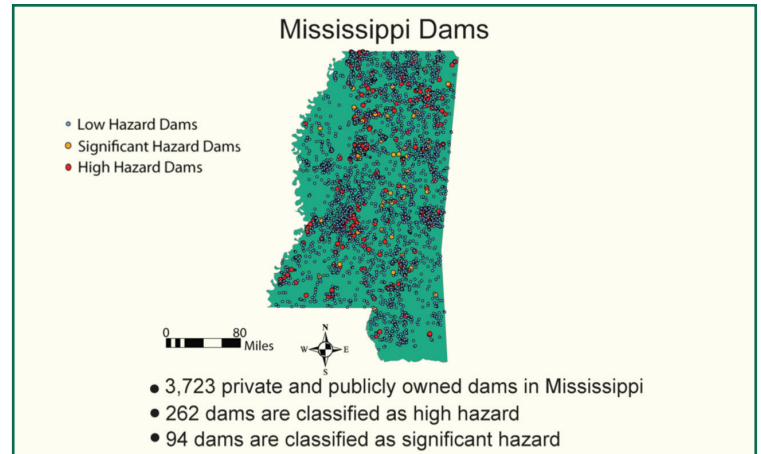 Mississippi Dams
Low Hazard Dams
Significant Hazard Dams
High Hazard Dams
0 80
Miles
N
W E
S
• 3,723 private and publicly owned dams in Mississippi
• 262 dams are classified as high hazard
• 94 dams are classified as significant hazard